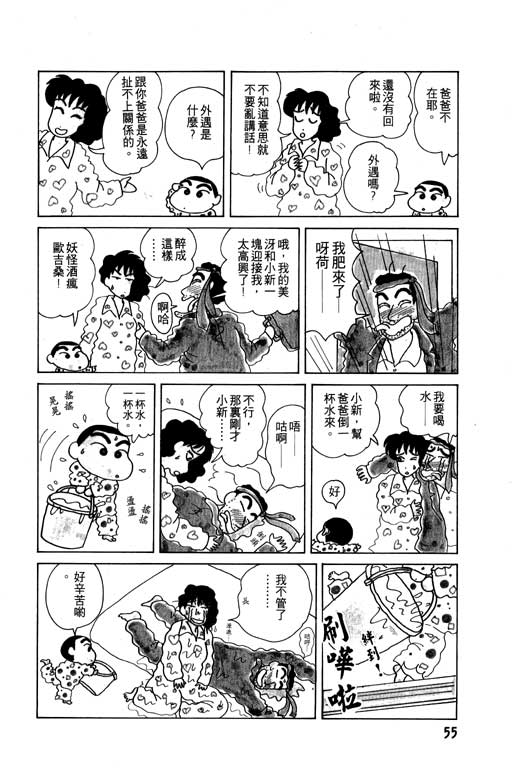 爸爸不
在耶。
還沒有回
來啦。
外遇嗎？
不知道意思就
不要亂講話！
外遇是
什麼？
跟你爸爸是永遠
扯不上關係的。
我肥來了
呀荷
哦，我的美
牙和小新一
塊迎接我，
太高興了！
啊哈
醉成
這樣
……
妖怪酒瘋
歐吉桑！
我要喝
水
小新，幫
爸爸倒一
杯水來。
好
唔
咕啊
不行，
那裏剛才
小新……
一杯水，
一杯水。
搖搖
晃晃
搖搖
盪盪
絆到！
唰嘩啦
我不管了
………
好辛苦喲
。
55